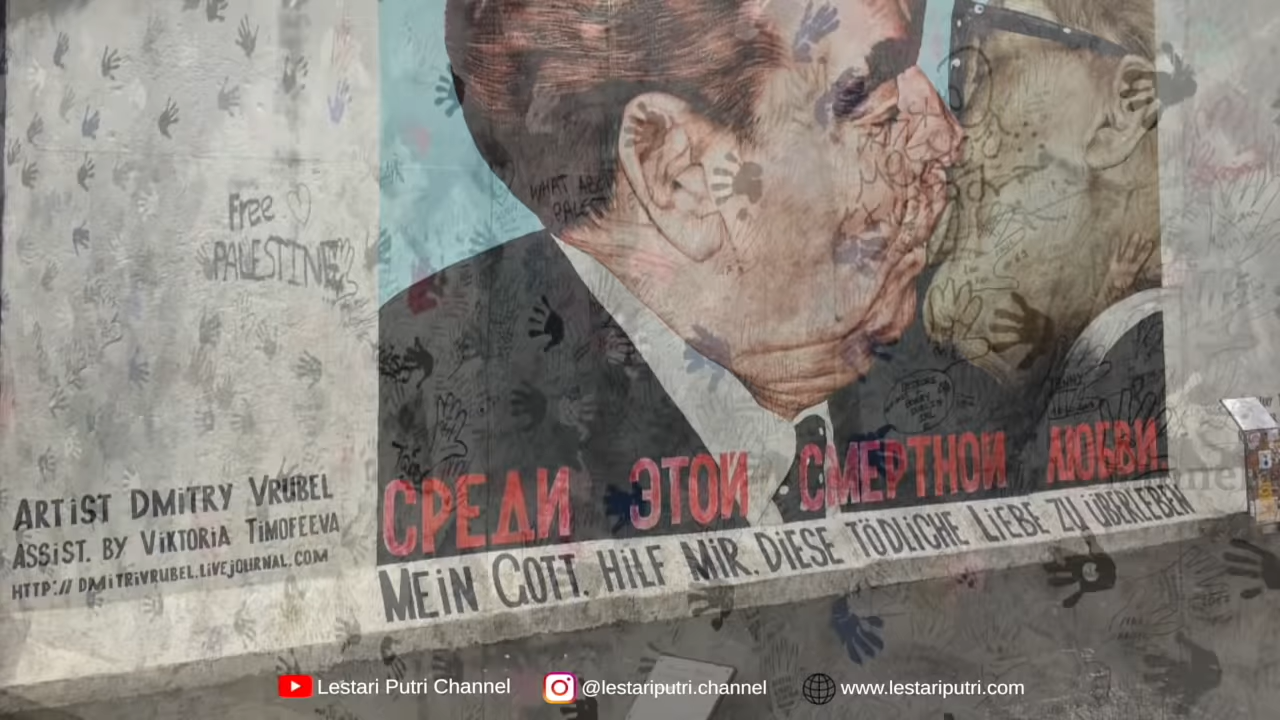 Free ♡
PALESTINE
WHAT ABOUT
PALEST
ARTIST DMITRY VRUBEL
ASSIST. BY VIKTORIA TIMOFEEVA
HTTP:// DMITRIVRUBEL.LIVEJOURNAL.COM
СРЕДИ ЭТОЙ СМЕРТНОЙ ЛЮБВИ
MEIN GOTT. HILF MIR. DIESE TÖDLICHE LIEBE ZU ÜBERLEBEN
Lestari Putri Channel @lestariputri.channel www.lestariputri.com